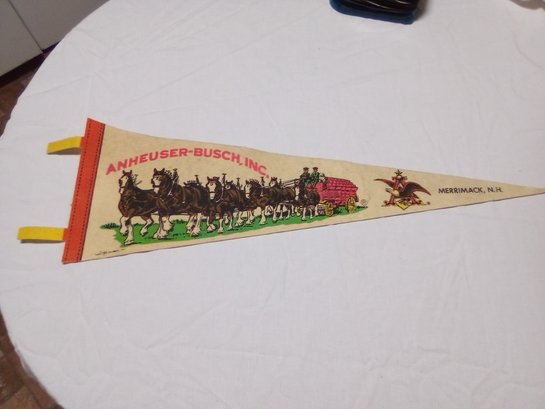 ANHEUSER-BUSCH, INC.
MERRIMACK, N.H.